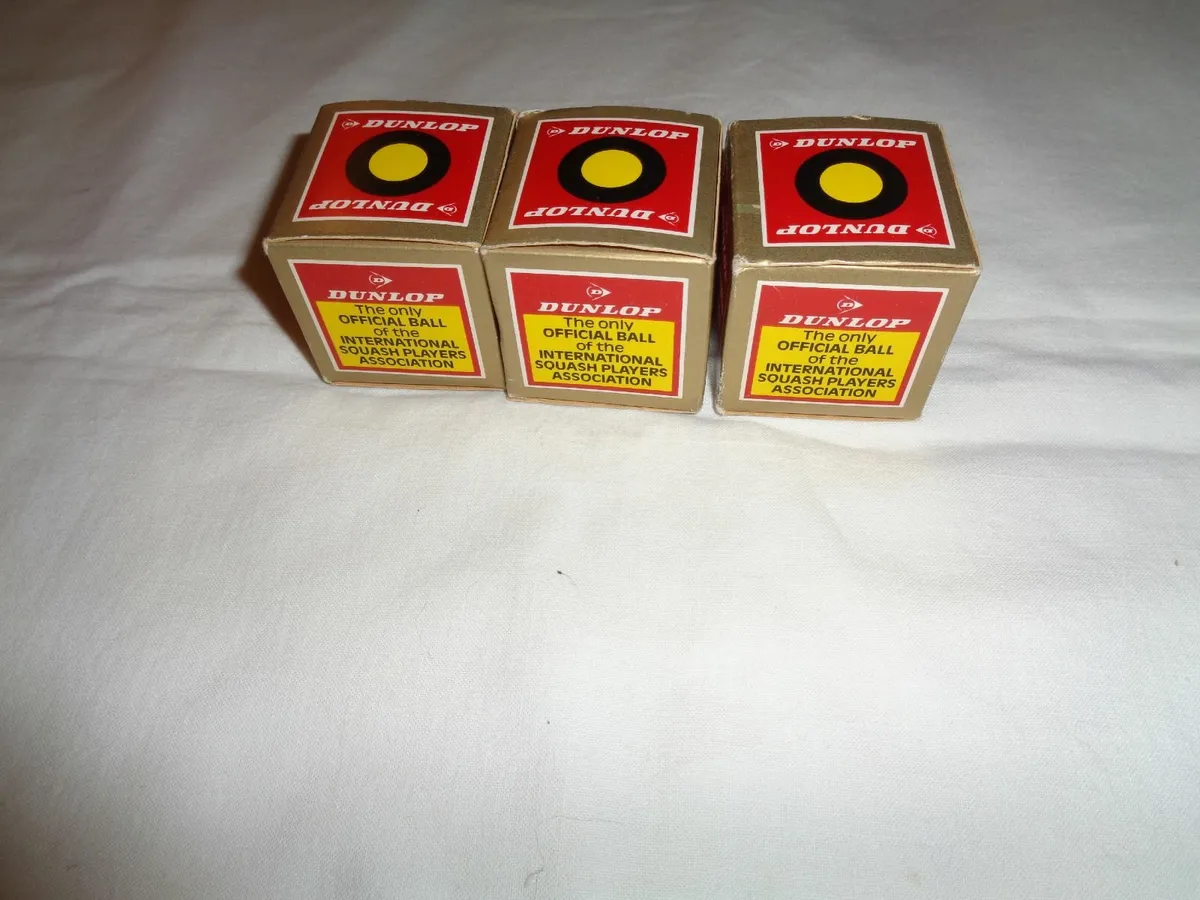 DUNLOP
DUNLOP
DUNLOP
DUNLOP
DUNLOP
DUNLOP
D
DUNLOP
The only
OFFICIAL BALL
of the
INTERNATIONAL
SQUASH PLAYERS
ASSOCIATION
D
DUNLOP
The only
OFFICIAL BALL
of the
INTERNATIONAL
SQUASH PLAYERS
ASSOCIATION
D
DUNLOP
The only
OFFICIAL BALL
of the
INTERNATIONAL
SQUASH PLAYERS
ASSOCIATION